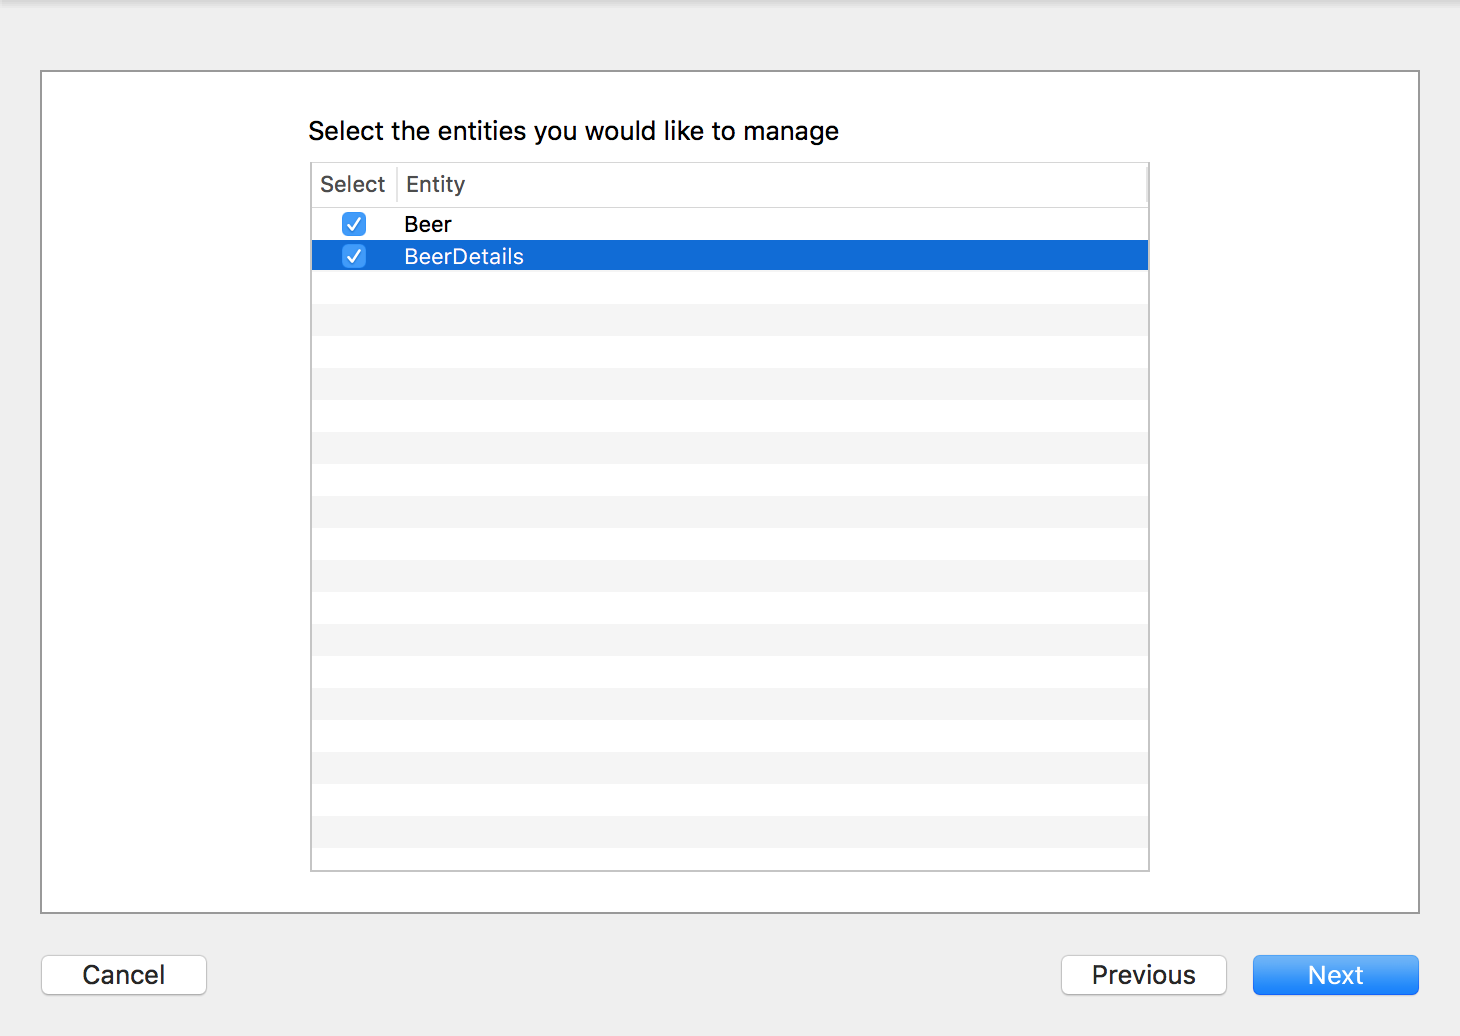 Select the entities you would like to manage
Select Entity
Beer
BeerDetails
Cancel Previous Next